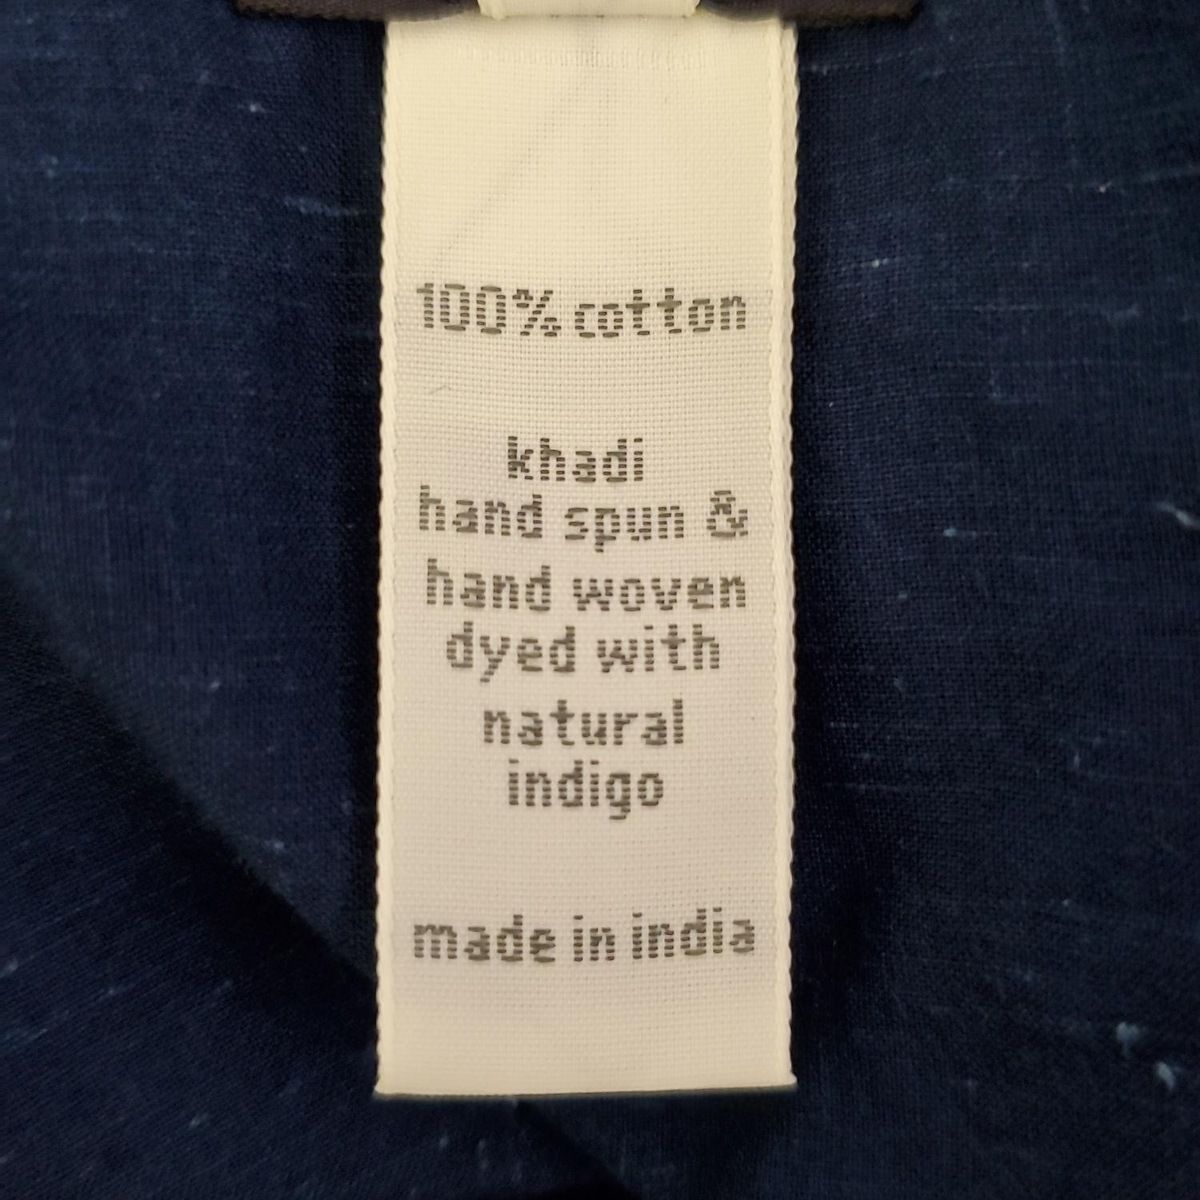 100% cotton
khadi
hand spun &
hand woven
dyed with
natural
indigo
made in india